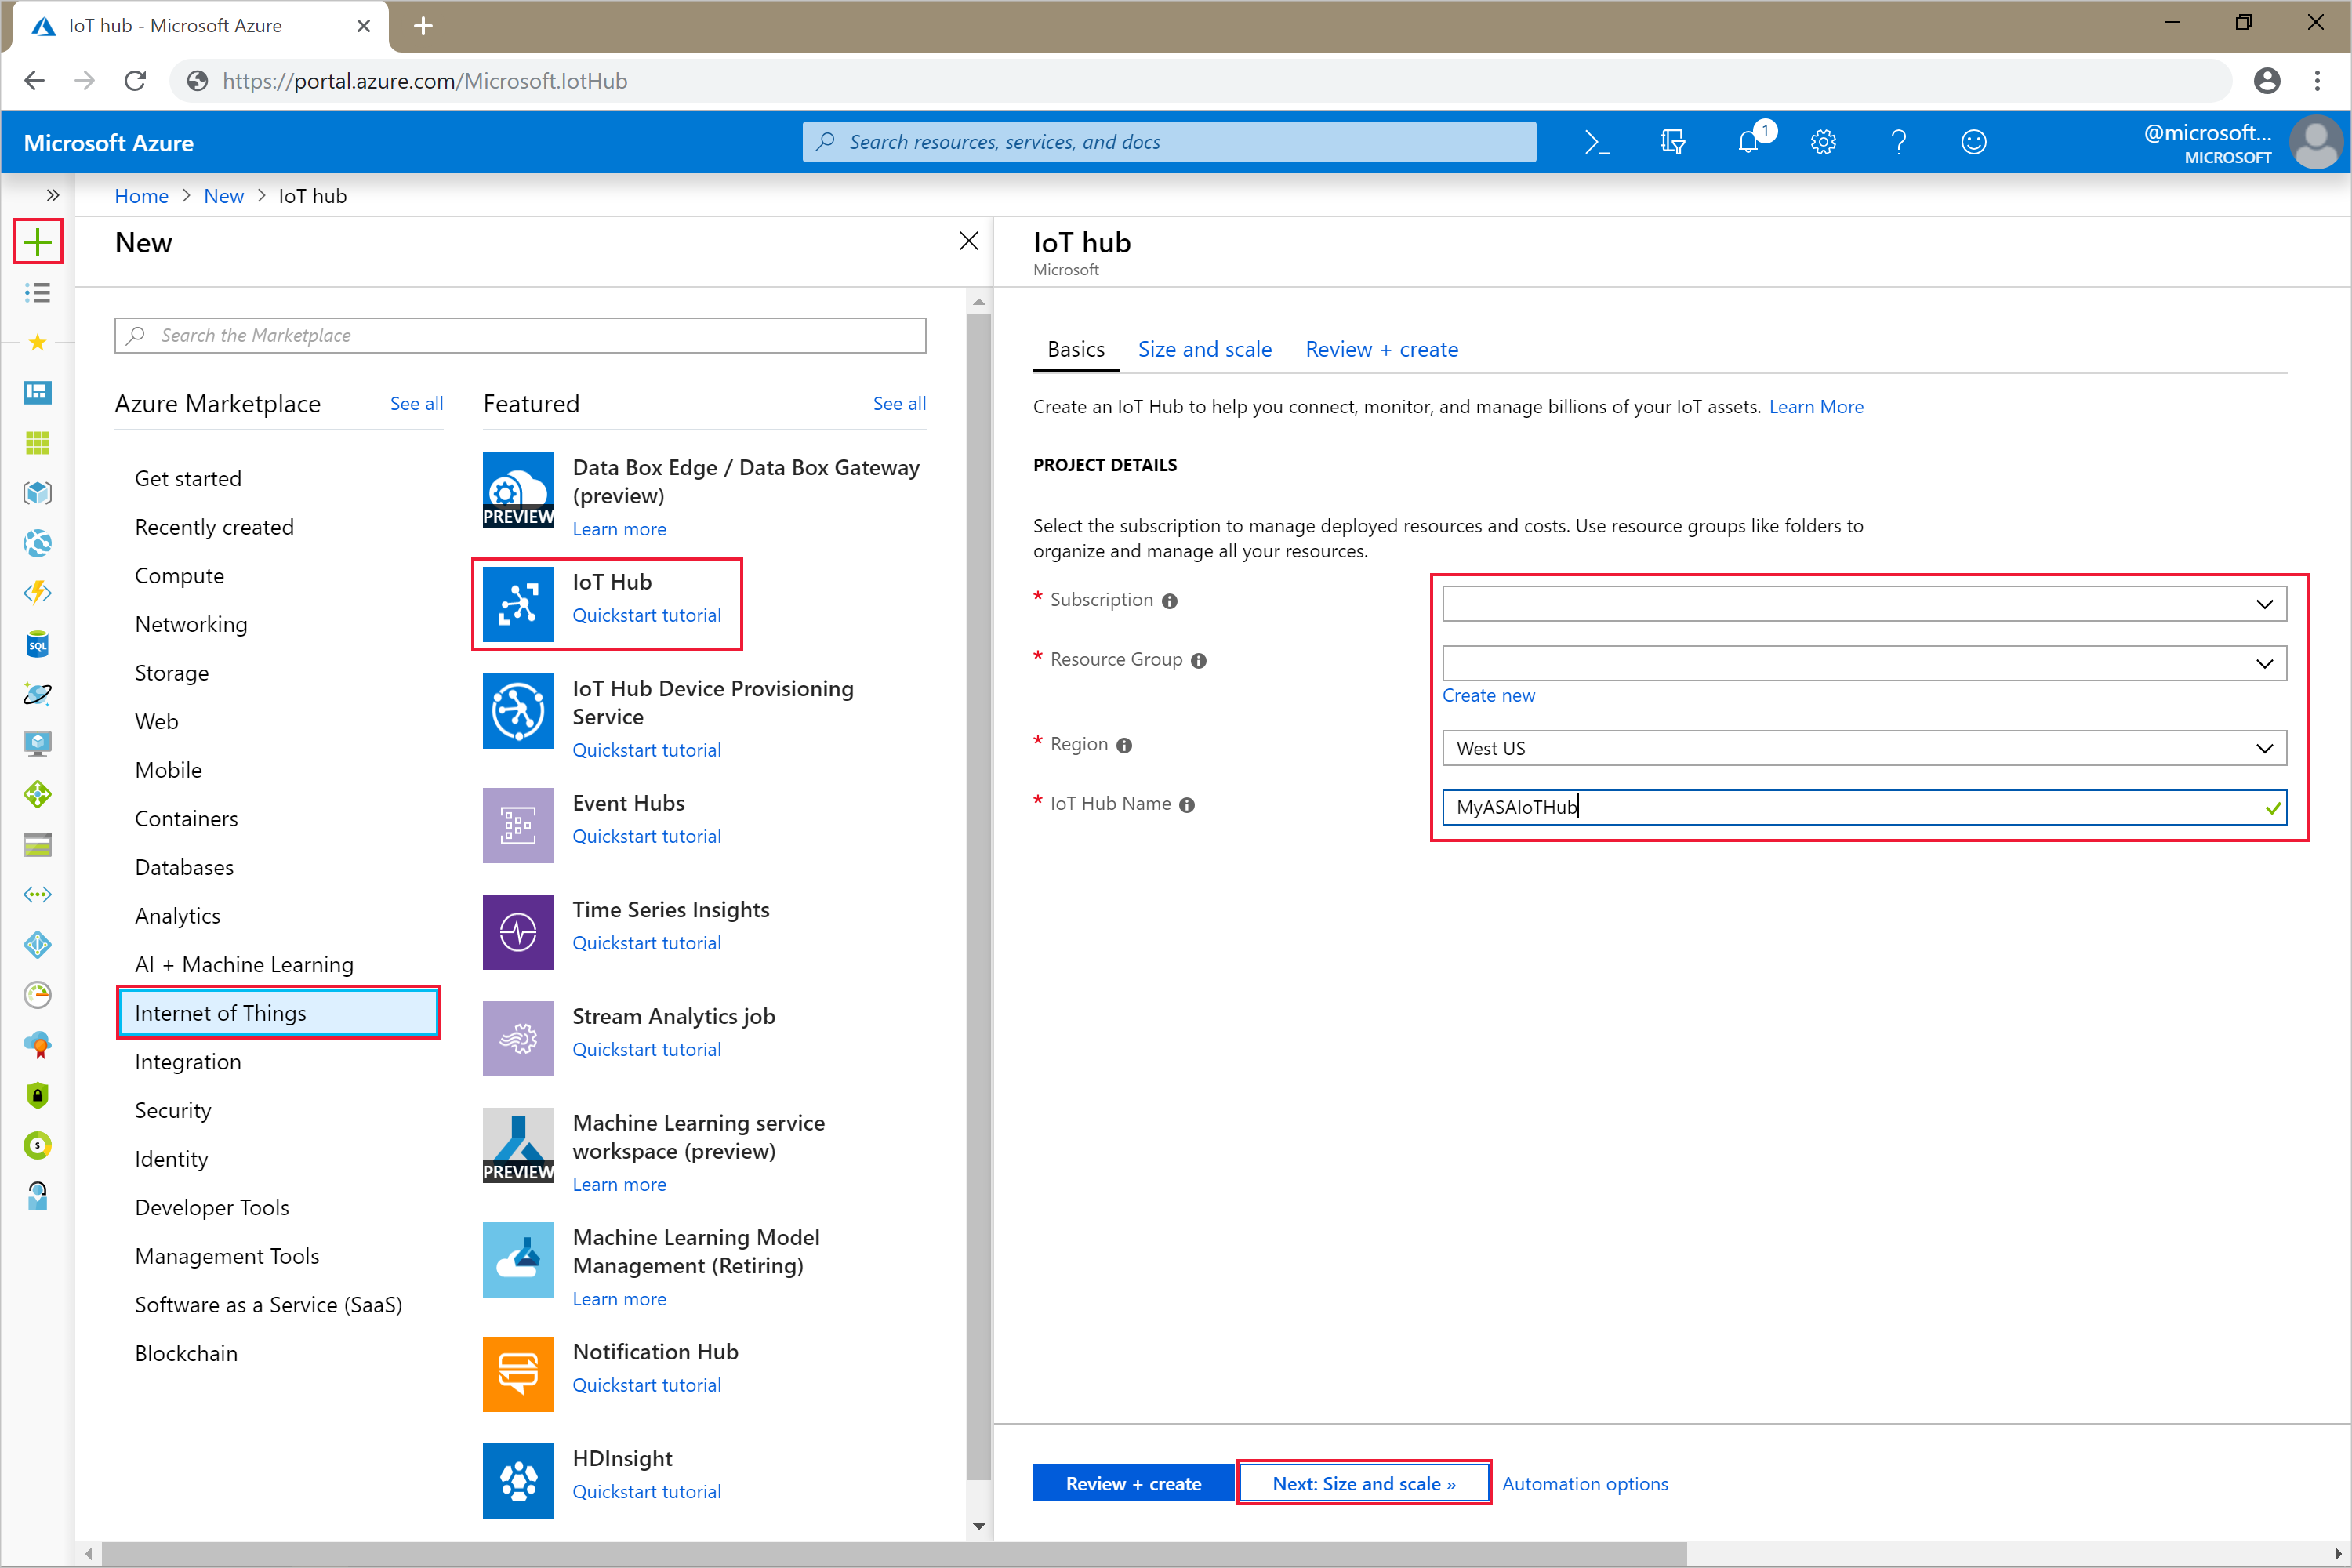 IoT hub - Microsoft Azure
https://portal.azure.com/Microsoft.IotHub
Microsoft Azure
Search resources, services, and docs
1
@microsoft...
MICROSOFT
Home > New > IoT hub
New
Search the Marketplace
Azure Marketplace
See all
Get started
Recently created
Compute
Networking
Storage
Web
Mobile
Containers
Databases
Analytics
AI + Machine Learning
Internet of Things
Integration
Security
Identity
Developer Tools
Management Tools
Software as a Service (SaaS)
Blockchain
SQL
$
Featured
See all
Data Box Edge / Data Box Gateway
(preview)
PREVIEW
Learn more
IoT Hub
Quickstart tutorial
IoT Hub Device Provisioning
Service
Quickstart tutorial
Event Hubs
Quickstart tutorial
Time Series Insights
Quickstart tutorial
Stream Analytics job
Quickstart tutorial
Machine Learning service
workspace (preview)
PREVIEW
Learn more
Machine Learning Model
Management (Retiring)
Learn more
Notification Hub
Quickstart tutorial
HDInsight
Quickstart tutorial
IoT hub
Microsoft
Basics
Size and scale
Review + create
Create an IoT Hub to help you connect, monitor, and manage billions of your IoT assets. Learn More
PROJECT DETAILS
Select the subscription to manage deployed resources and costs. Use resource groups like folders to
organize and manage all your resources.
* Subscription
* Resource Group
Create new
* Region
West US
* IoT Hub Name
MyASAIoTHub
Review + create
Next: Size and scale »
Automation options